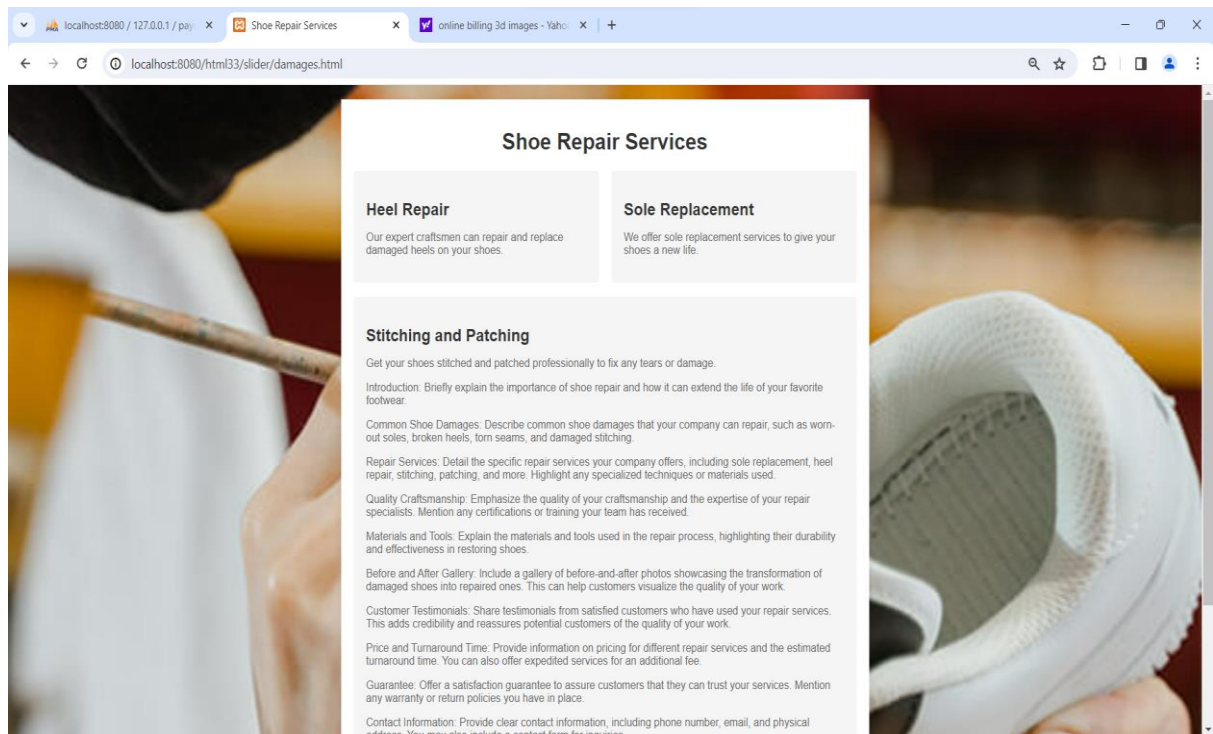 localhost:8080 / 127.0.0.1 / pay
Shoe Repair Services
online billing 3d images - Yaho
localhost:8080/html33/slider/damages.html
Shoe Repair Services
Heel Repair
Our expert craftsmen can repair and replace
damaged heels on your shoes.
Sole Replacement
We offer sole replacement services to give your
shoes a new life.
Stitching and Patching
Get your shoes stitched and patched professionally to fix any tears or damage.
Introduction: Briefly explain the importance of shoe repair and how it can extend the life of your favorite
footwear.
Common Shoe Damages: Describe common shoe damages that your company can repair, such as worn-
out soles, broken heels, torn seams, and damaged stitching.
Repair Services: Detail the specific repair services your company offers, including sole replacement, heel
repair, stitching, patching, and more. Highlight any specialized techniques or materials used.
Quality Craftsmanship: Emphasize the quality of your craftsmanship and the expertise of your repair
specialists. Mention any certifications or training your team has received.
Materials and Tools: Explain the materials and tools used in the repair process, highlighting their durability
and effectiveness in restoring shoes.
Before and After Gallery: Include a gallery of before-and-after photos showcasing the transformation of
damaged shoes into repaired ones. This can help customers visualize the quality of your work.
Customer Testimonials: Share testimonials from satisfied customers who have used your repair services.
This adds credibility and reassures potential customers of the quality of your work.
Price and Turnaround Time: Provide information on pricing for different repair services and the estimated
turnaround time. You can also offer expedited services for an additional fee.
Guarantee: Offer a satisfaction guarantee to assure customers that they can trust your services. Mention
any warranty or return policies you have in place.
Contact Information: Provide clear contact information, including phone number, email, and physical
address. You may also include a contact form for inquiries.